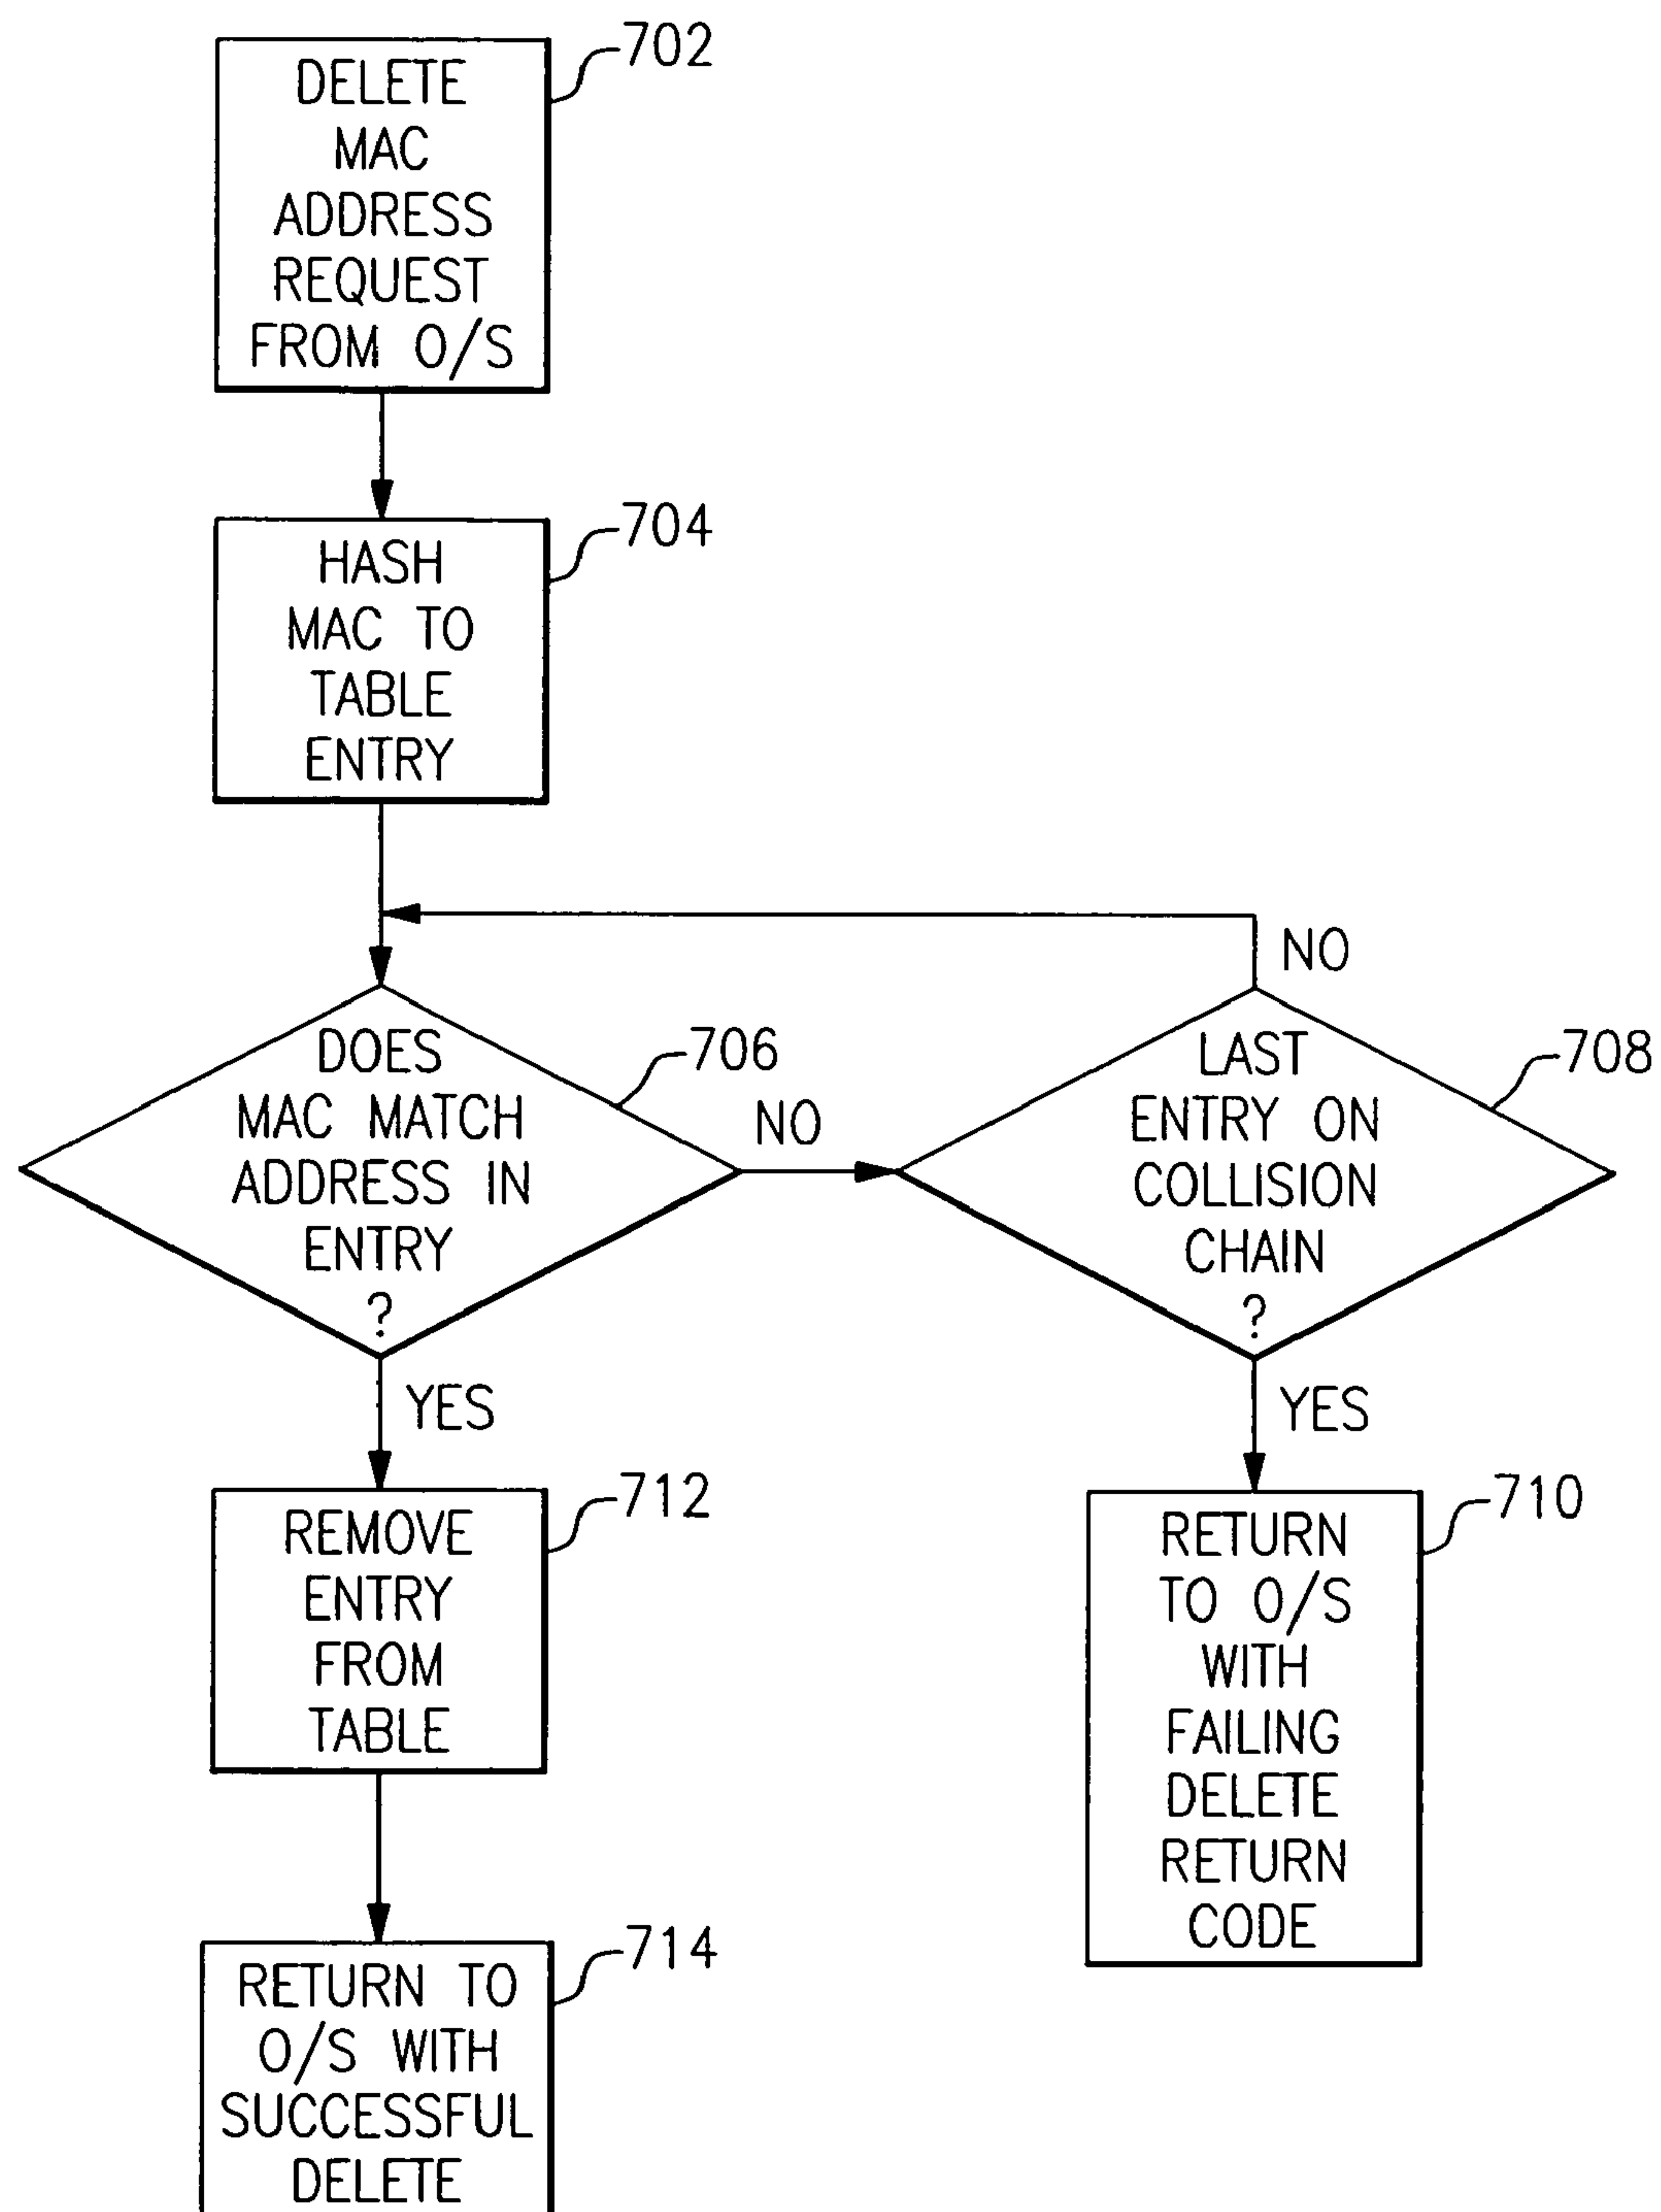 702
DELETE
MAC
ADDRESS
REQUEST
FROM O/S
704
HASH
MAC TO
TABLE
ENTRY
NO
706
DOES
MAC MATCH
ADDRESS IN
ENTRY
?
NO
708
LAST
ENTRY ON
COLLISION
CHAIN
?
YES
YES
712
REMOVE
ENTRY
FROM
TABLE
710
RETURN
TO O/S
WITH
FAILING
DELETE
RETURN
CODE
714
RETURN TO
O/S WITH
SUCCESSFUL
DELETE